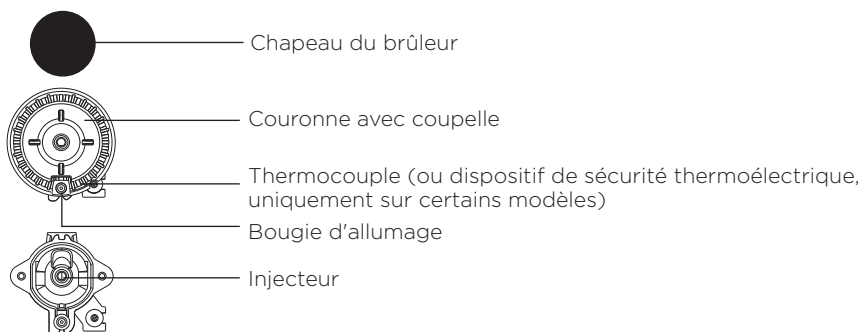 Chapeau du brûleur
Couronne avec coupelle
Thermocouple (ou dispositif de sécurité thermoélectrique,
uniquement sur certains modèles)
Bougie d'allumage
Injecteur